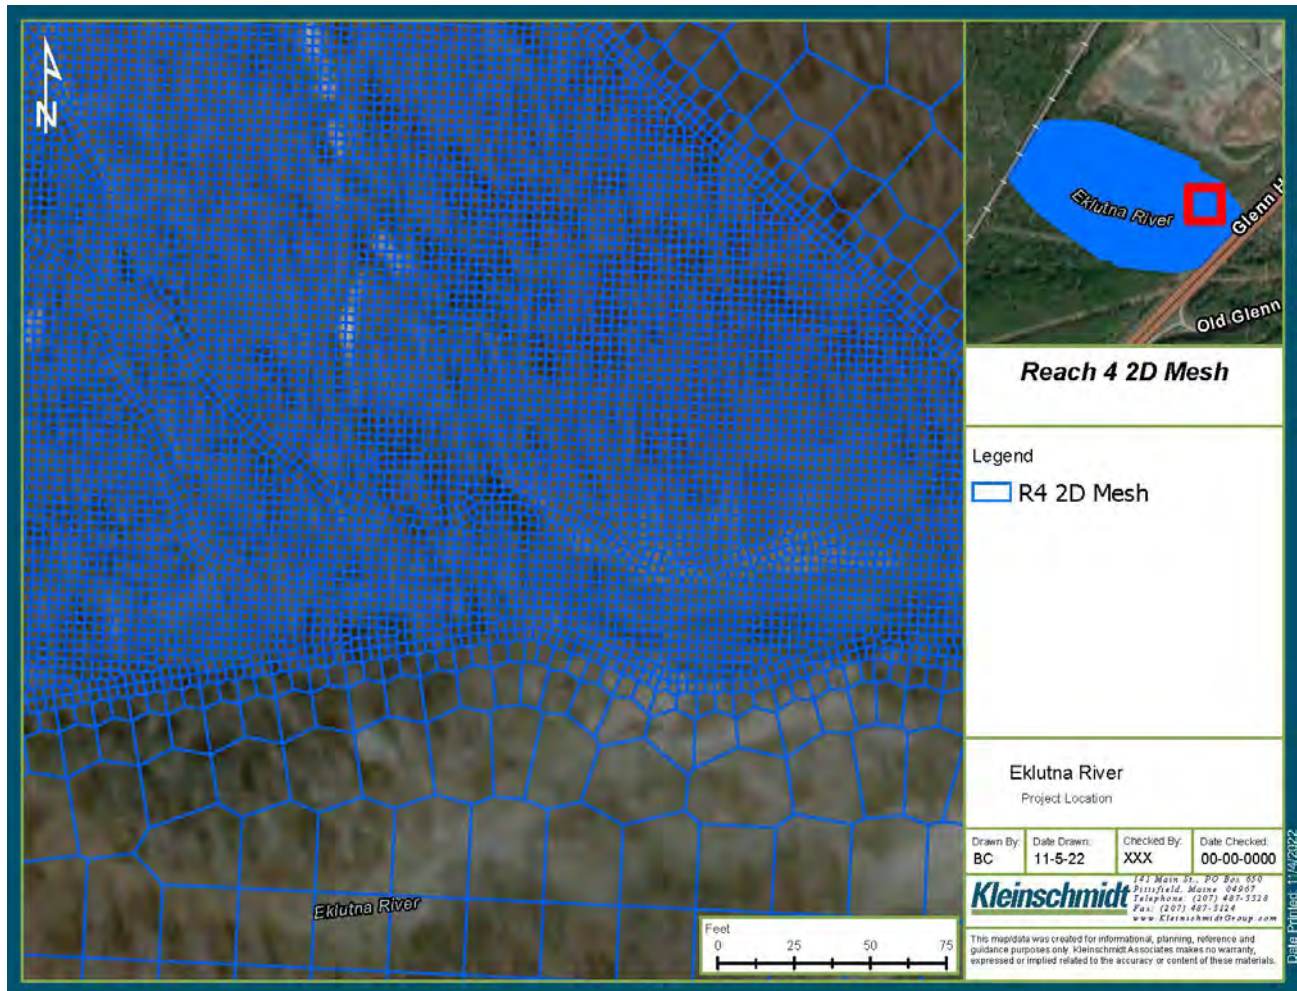 N
Eklutna River
Glenn H
Old Glenn
Reach 4 2D Mesh
Legend
R4 2D Mesh
Eklutna River
Project Location
Drawn By: Date Drawn: Checked By: Date Checked:
BC 11-5-22 XXX 00-00-0000
Kleinschmidt
141 Main St., PO Box 650
Pittsfield, Maine 04967
Telephone: (207) 487-3328
Fax: (207) 487-3124
www.KleinschmidtGroup.com
This map/data was created for informational, planning, reference and
guidance purposes only. Kleinschmidt Associates makes no warranty,
expressed or implied related to the accuracy or content of these materials.
Date Printed: 11/4/2022
Eklutna River
Feet
0 25 50 75